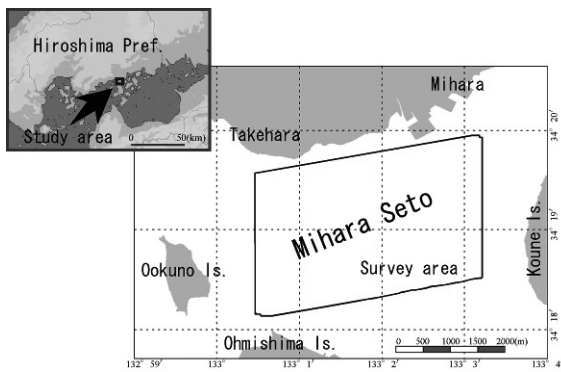 Hiroshima Pref.
Study area
0 50(km)
Mihara
Takehara
Mihara Seto
Ookuno Is.
Survey area
Koune Is.
Ohmishima Is.
0 500 1000 1500 2000(m)
34 20'
34 19'
34 18'
132° 59' 133° 133° 1' 133° 2' 133° 3' 133° 4